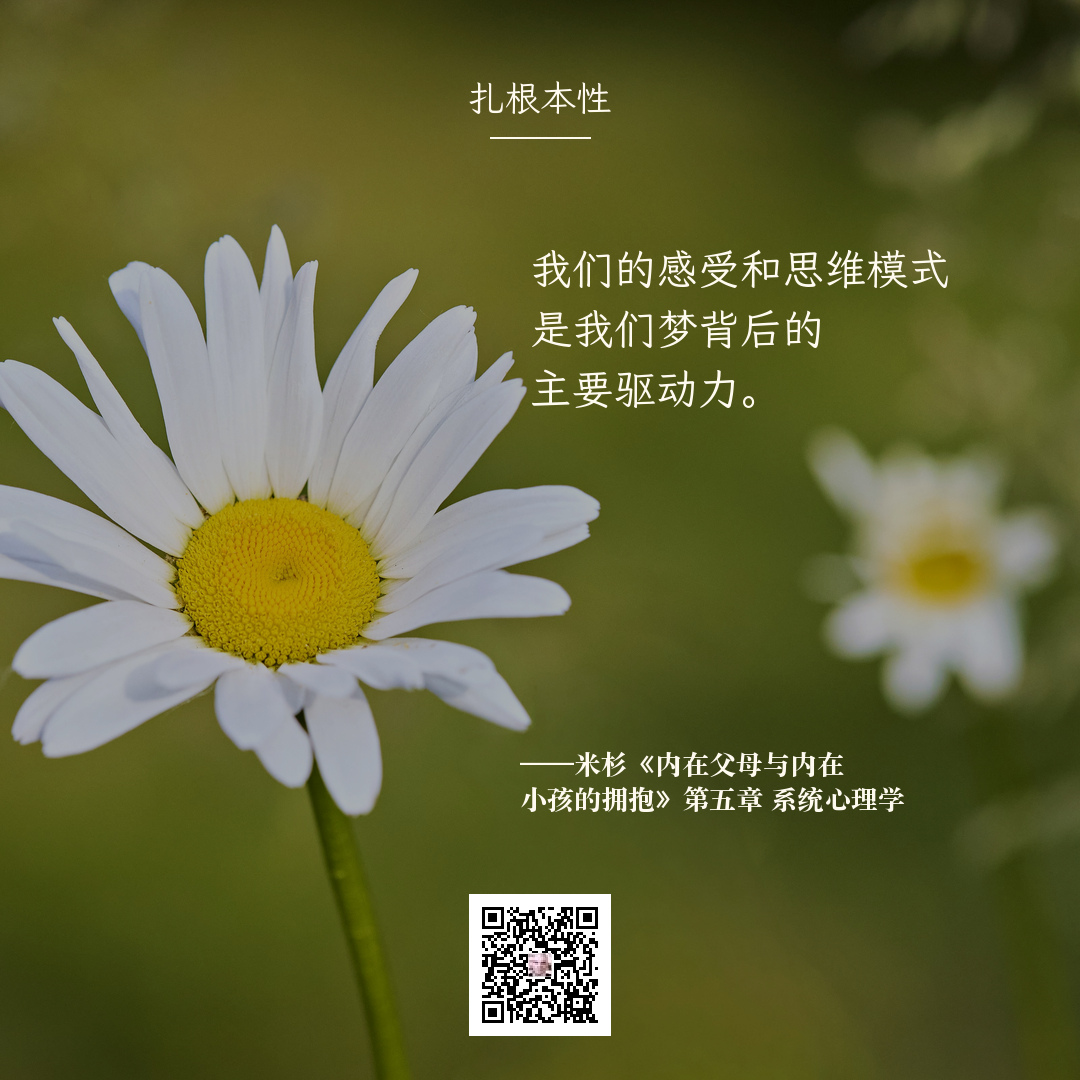 扎根本性
我们的感受和思维模式
是我们梦背后的
主要驱动力。
——米杉《内在父母与内在
小孩的拥抱》第五章 系统心理学